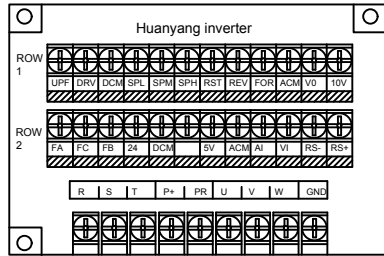 Huanyang inverter
ROW 1
UPF DRV DCM SPL SPM SPH RST REV FOR ACM V0 10V
ROW 2
FA FC FB 24 DCM 5V ACM AI VI RS- RS+
R S T P+ PR U V W GND